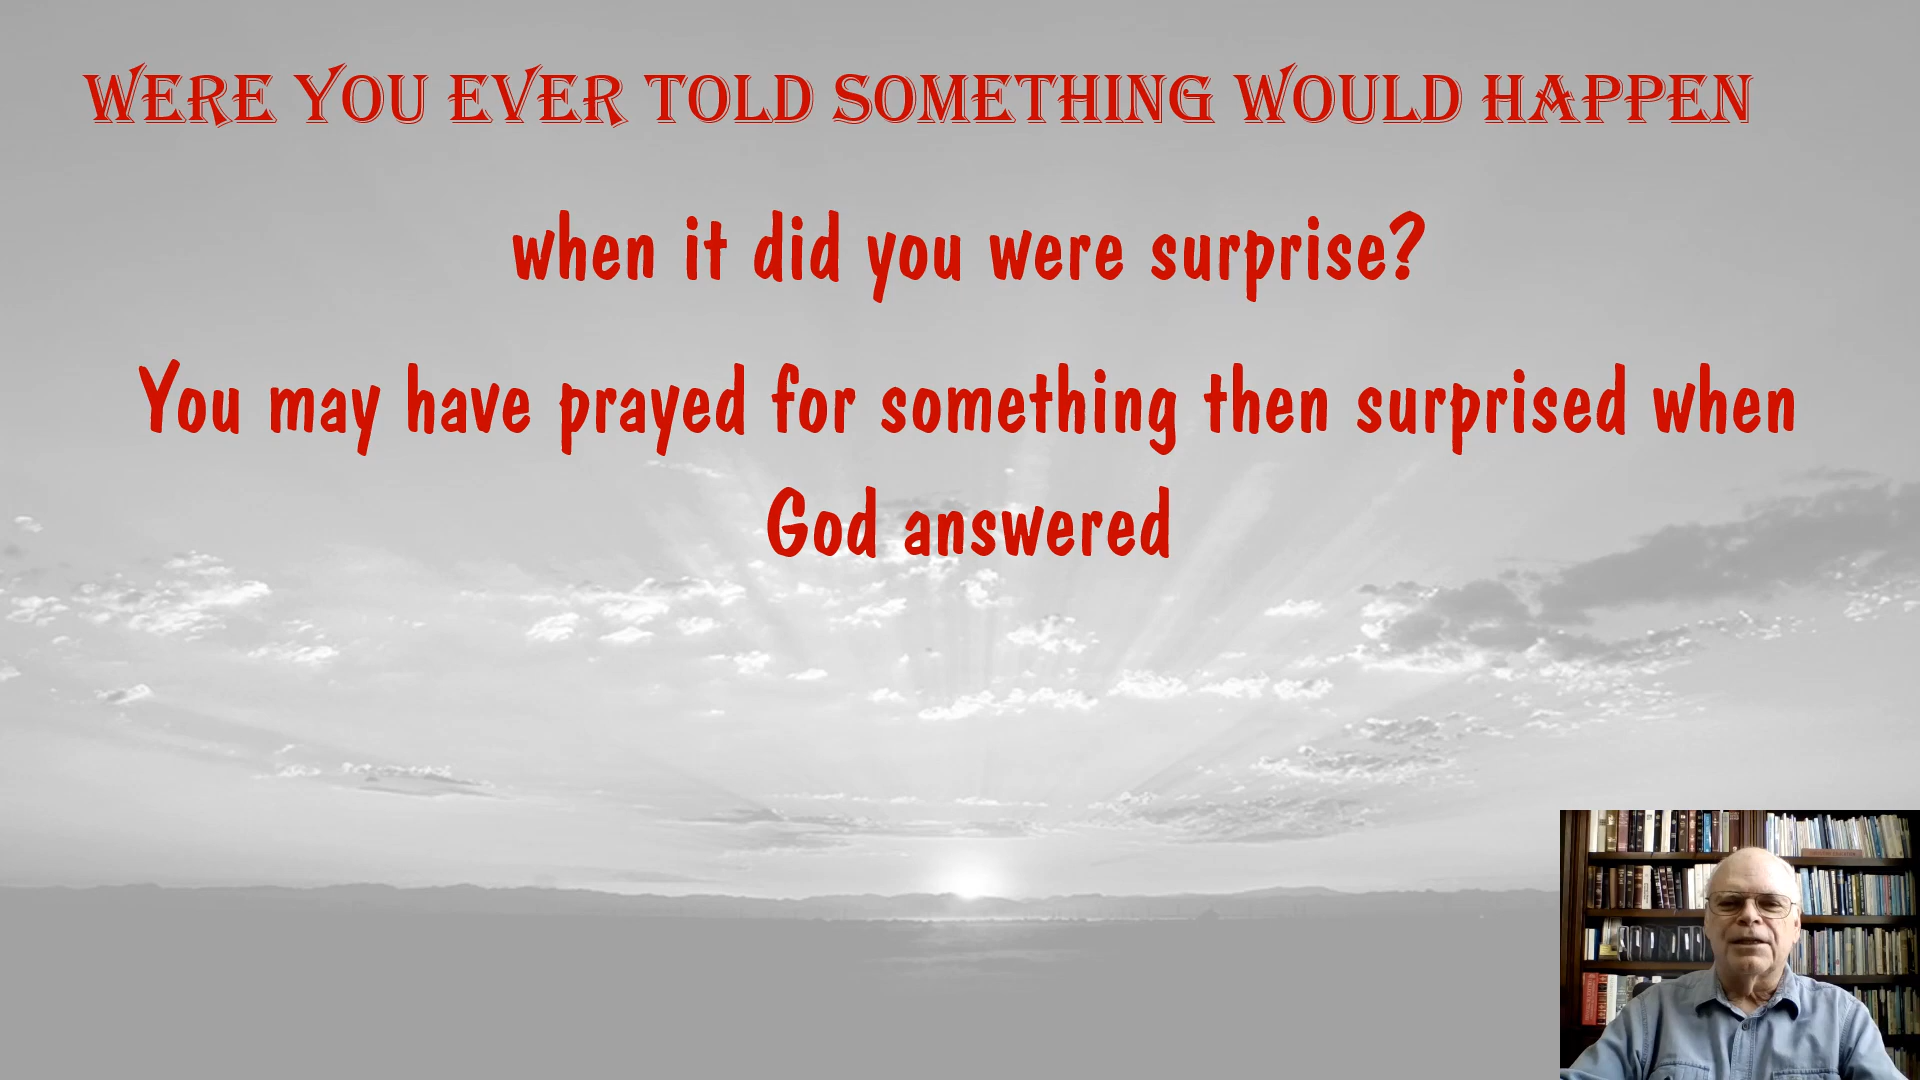 WERE YOU EVER TOLD SOMETHING WOULD HAPPEN
when it did you were surprise?
You may have prayed for something then surprised when
God answered